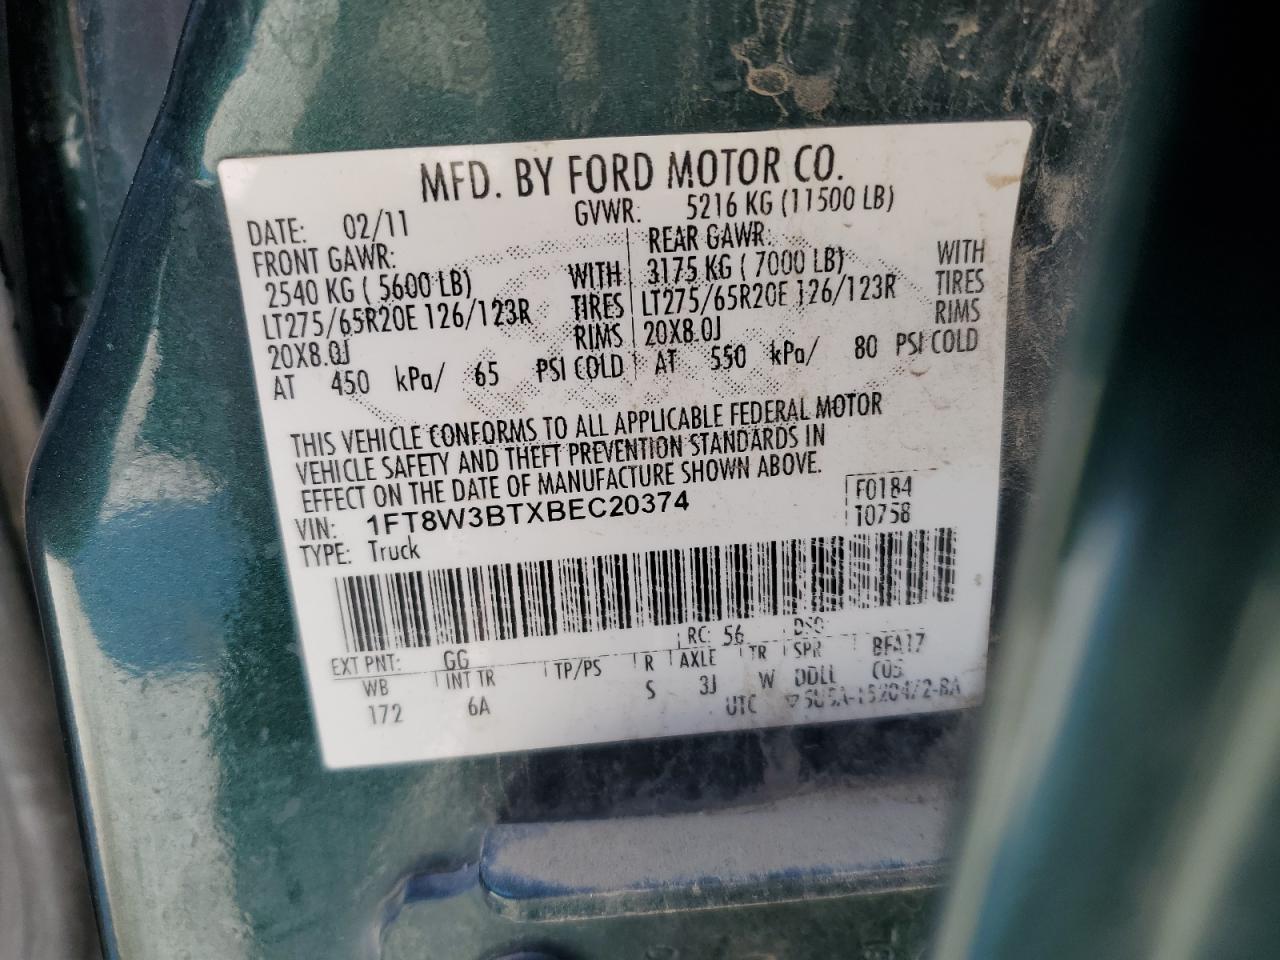 MFD. BY FORD MOTOR CO.
DATE: 02/11 GVWR: 5216 KG (11500 LB)
FRONT GAWR: REAR GAWR:
2540 KG ( 5600 LB) WITH 3175 KG ( 7000 LB) WITH
LT275/65R20E 126/123R TIRES LT275/65R20E 126/123R TIRES
20X8.0J RIMS 20X8.0J RIMS
AT 450 kPa/ 65 PSI COLD AT 550 kPa/ 80 PSI COLD
THIS VEHICLE CONFORMS TO ALL APPLICABLE FEDERAL MOTOR
VEHICLE SAFETY AND THEFT PREVENTION STANDARDS IN
EFFECT ON THE DATE OF MANUFACTURE SHOWN ABOVE.
VIN: 1FT8W3BTXBEC20374 F0184
TYPE: Truck T0758
EXT PNT: GG RC: 56 DSO:
WB INT TR TP/PS R AXLE TR SPR BFA17
172 6A S 3J W DDLL CUS
UTC